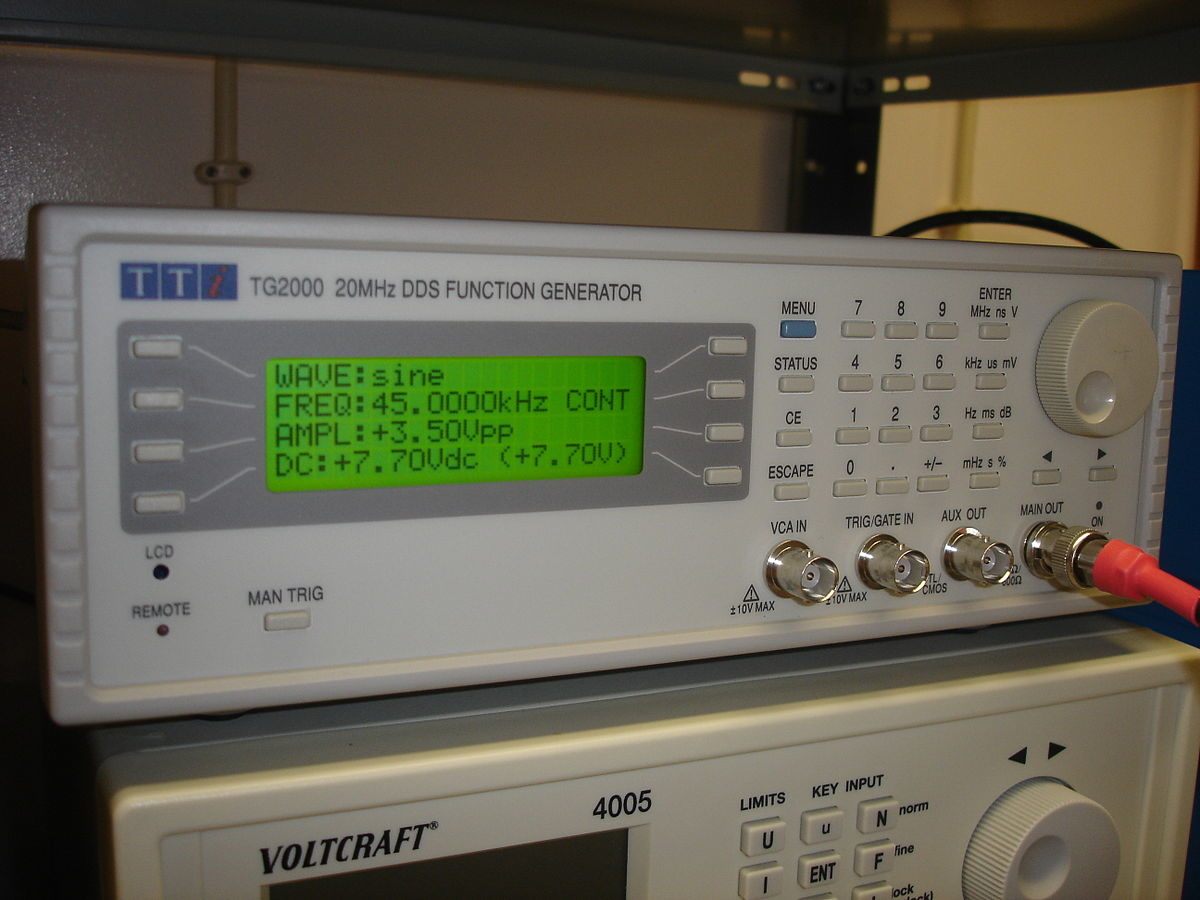 TTi TG2000 20MHz DDS FUNCTION GENERATOR
WAVE:sine
FREQ:45.0000kHz CONT
AMPL:+3.50Vpp
DC:+7.70Vdc (+7.70V)
LCD
REMOTE
MAN TRIG
MENU 7 8 9 ENTER
MHz ns V
STATUS 4 5 6 kHz us mV
CE 1 2 3 Hz ms dB
ESCAPE 0 . +/− mHz s %
◀ ▶
VCA IN TRIG/GATE IN AUX OUT MAIN OUT ON
±10V MAX ±10V MAX CMOS
VOLTCRAFT® 4005
LIMITS KEY INPUT ◀ ▶
U u N norm
I ENT F fine